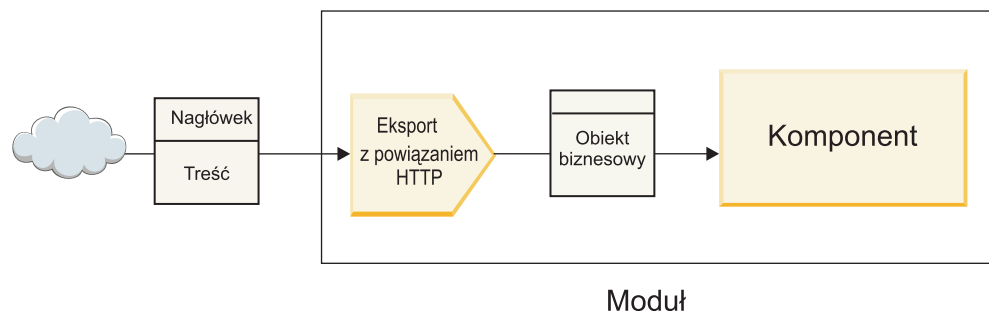 Nagłówek
Treść
Eksport
z powiązaniem
HTTP
Obiekt
biznesowy
Komponent
Moduł